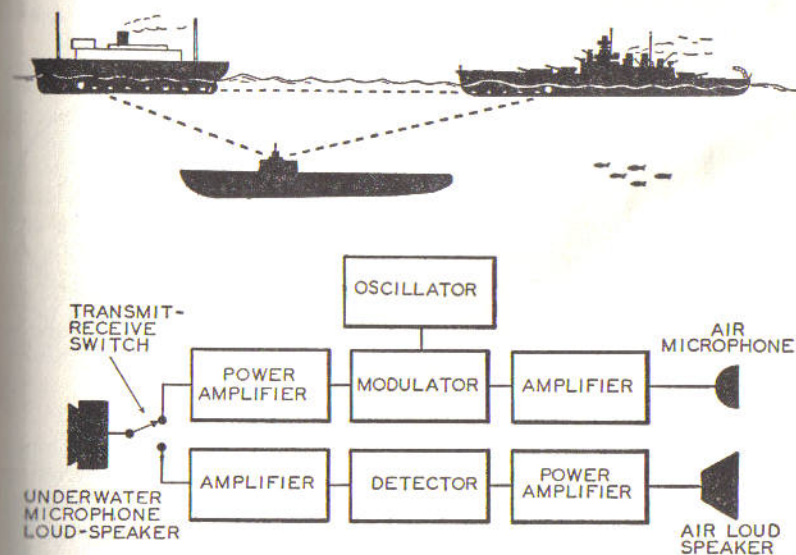 OSCILLATOR
TRANSMIT-
RECEIVE
SWITCH
AIR
MICROPHONE
POWER
AMPLIFIER
MODULATOR
AMPLIFIER
AMPLIFIER
DETECTOR
POWER
AMPLIFIER
UNDERWATER
MICROPHONE
LOUD-SPEAKER
AIR LOUD
SPEAKER